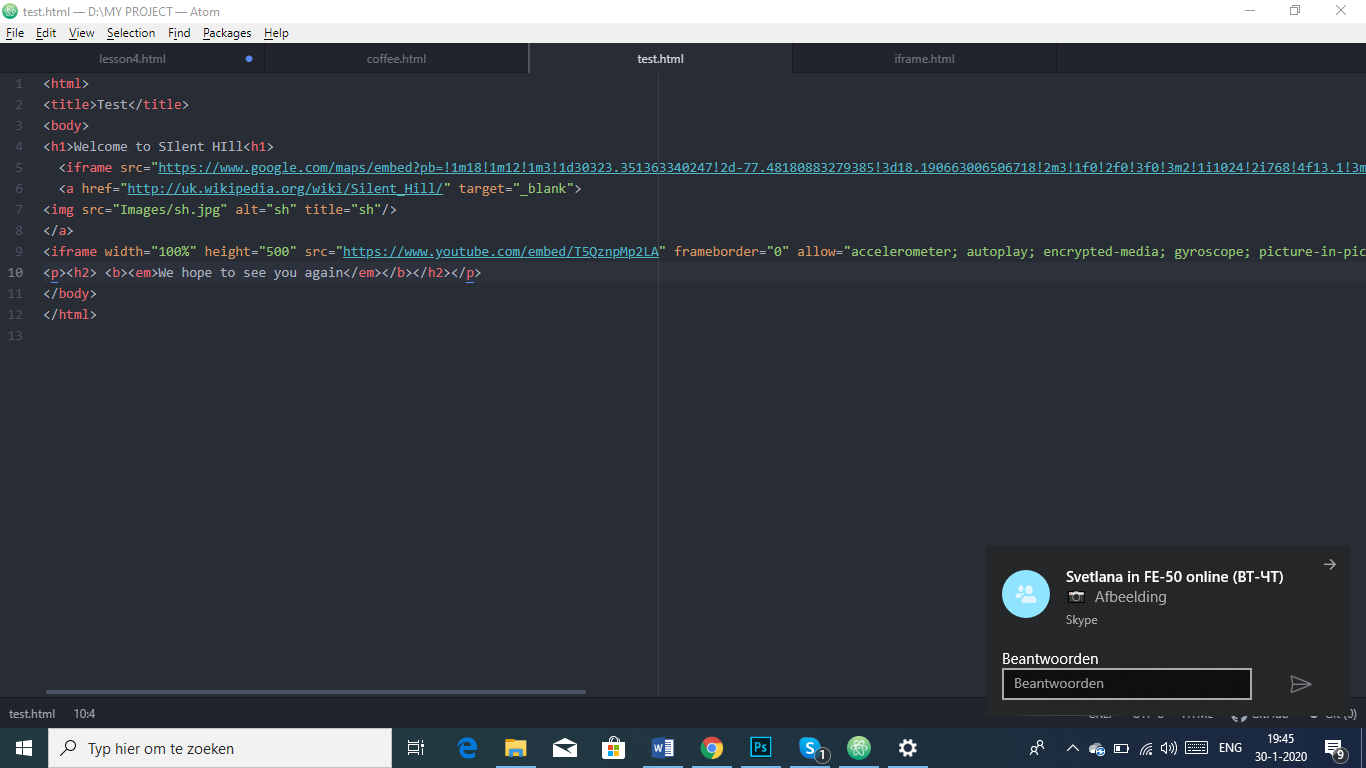 test.html — D:\MY PROJECT — Atom
File Edit View Selection Find Packages Help
lesson4.html coffee.html test.html iframe.html
1 <html>
2 <title>Test</title>
3 <body>
4 <h1>Welcome to SIlent HIll<h1>
5 <iframe src="https://www.google.com/maps/embed?pb=!1m18!1m12!1m3!1d30323.351363340247!2d-77.48180883279385!3d18.190663006506718!2m3!1f0!2f0!3f0!3m2!1i1024!2i768!4f13.1!3m
6 <a href="http://uk.wikipedia.org/wiki/Silent_Hill/" target="_blank">
7 <img src="Images/sh.jpg" alt="sh" title="sh"/>
8 </a>
9 <iframe width="100%" height="500" src="https://www.youtube.com/embed/T5QznpMp2LA" frameborder="0" allow="accelerometer; autoplay; encrypted-media; gyroscope; picture-in-pic
10 <p><h2> <b><em>We hope to see you again</em></b></h2></p>
11 </body>
12 </html>
13
Svetlana in FE-50 online (ВТ-ЧТ)
Afbeelding
Skype
Beantwoorden
Beantwoorden
test.html 10:4
Typ hier om te zoeken
1
ENG
19:45
30-1-2020
9